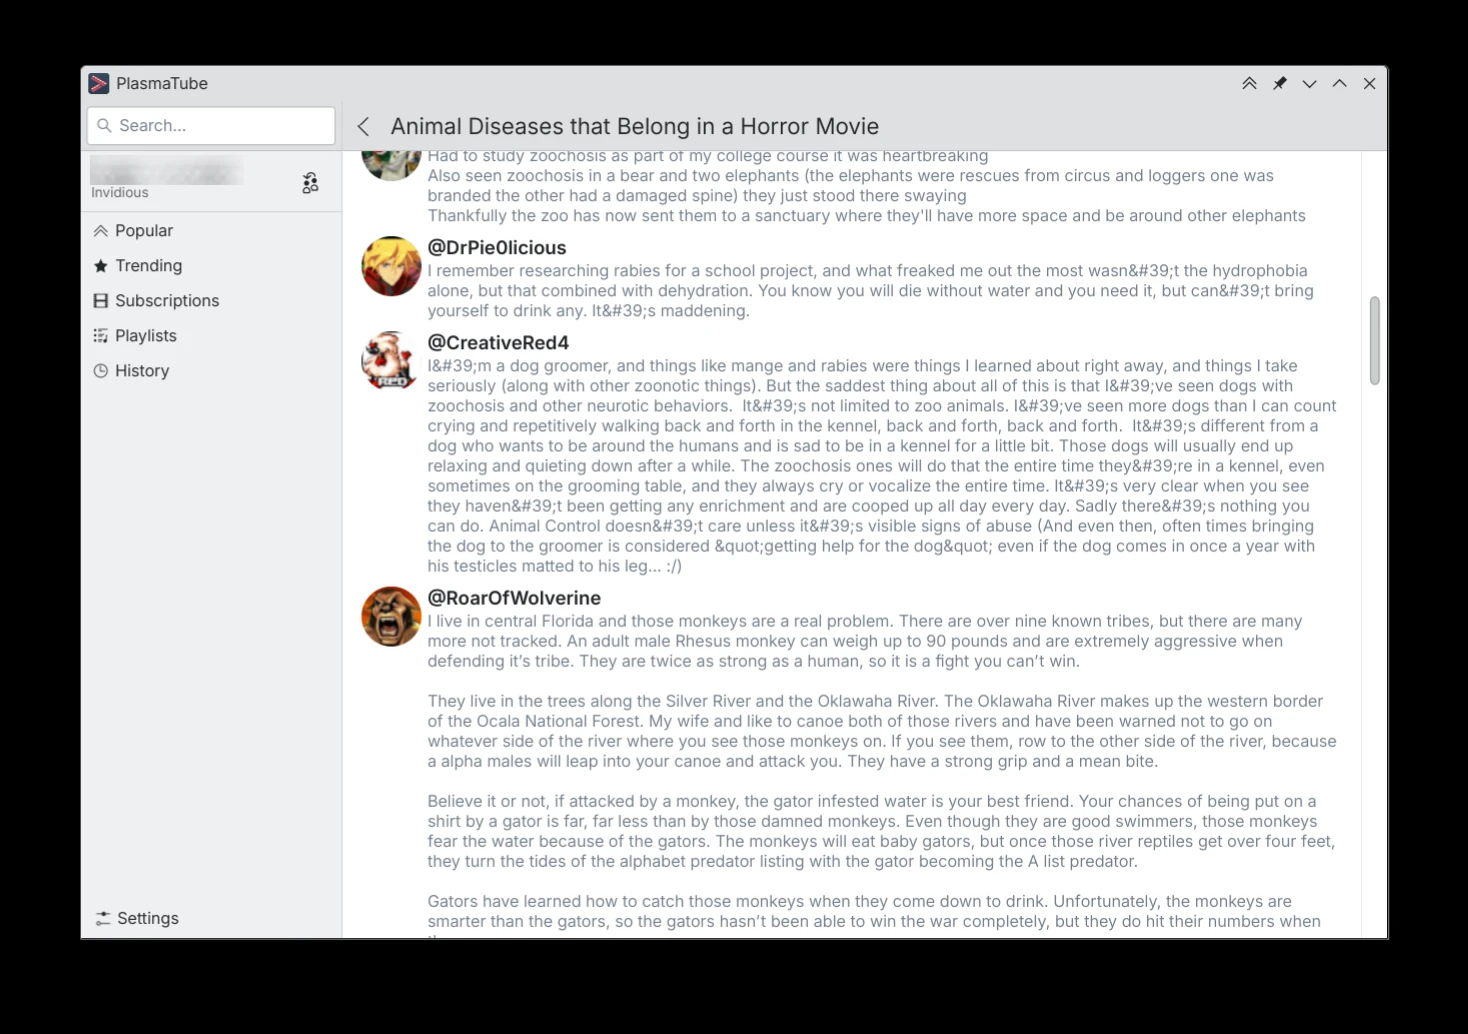 PlasmaTube
Search...
Animal Diseases that Belong in a Horror Movie
Invidious
Popular
Trending
Subscriptions
Playlists
History
Settings
Had to study zoochosis as part of my college course it was heartbreaking
Also seen zoochosis in a bear and two elephants (the elephants were rescues from circus and loggers one was
branded the other had a damaged spine) they just stood there swaying
Thankfully the zoo has now sent them to a sanctuary where they'll have more space and be around other elephants
@DrPie0licious
I remember researching rabies for a school project, and what freaked me out the most wasn&#39;t the hydrophobia
alone, but that combined with dehydration. You know you will die without water and you need it, but can&#39;t bring
yourself to drink any. It&#39;s maddening.
@CreativeRed4
RED
I&#39;m a dog groomer, and things like mange and rabies were things I learned about right away, and things I take
seriously (along with other zoonotic things). But the saddest thing about all of this is that I&#39;ve seen dogs with
zoochosis and other neurotic behaviors.  It&#39;s not limited to zoo animals. I&#39;ve seen more dogs than I can count
crying and repetitively walking back and forth in the kennel, back and forth, back and forth.  It&#39;s different from a
dog who wants to be around the humans and is sad to be in a kennel for a little bit. Those dogs will usually end up
relaxing and quieting down after a while. The zoochosis ones will do that the entire time they&#39;re in a kennel, even
sometimes on the grooming table, and they always cry or vocalize the entire time. It&#39;s very clear when you see
they haven&#39;t been getting any enrichment and are cooped up all day every day. Sadly there&#39;s nothing you
can do. Animal Control doesn&#39;t care unless it&#39;s visible signs of abuse (And even then, often times bringing
the dog to the groomer is considered &quot;getting help for the dog&quot; even if the dog comes in once a year with
his testicles matted to his leg... :/)
@RoarOfWolverine
I live in central Florida and those monkeys are a real problem. There are over nine known tribes, but there are many
more not tracked. An adult male Rhesus monkey can weigh up to 90 pounds and are extremely aggressive when
defending it’s tribe. They are twice as strong as a human, so it is a fight you can’t win.
They live in the trees along the Silver River and the Oklawaha River. The Oklawaha River makes up the western border
of the Ocala National Forest. My wife and like to canoe both of those rivers and have been warned not to go on
whatever side of the river where you see those monkeys on. If you see them, row to the other side of the river, because
a alpha males will leap into your canoe and attack you. They have a strong grip and a mean bite.
Believe it or not, if attacked by a monkey, the gator infested water is your best friend. Your chances of being put on a
shirt by a gator is far, far less than by those damned monkeys. Even though they are good swimmers, those monkeys
fear the water because of the gators. The monkeys will eat baby gators, but once those river reptiles get over four feet,
they turn the tides of the alphabet predator listing with the gator becoming the A list predator.
Gators have learned how to catch those monkeys when they come down to drink. Unfortunately, the monkeys are
smarter than the gators, so the gators hasn’t been able to win the war completely, but they do hit their numbers when